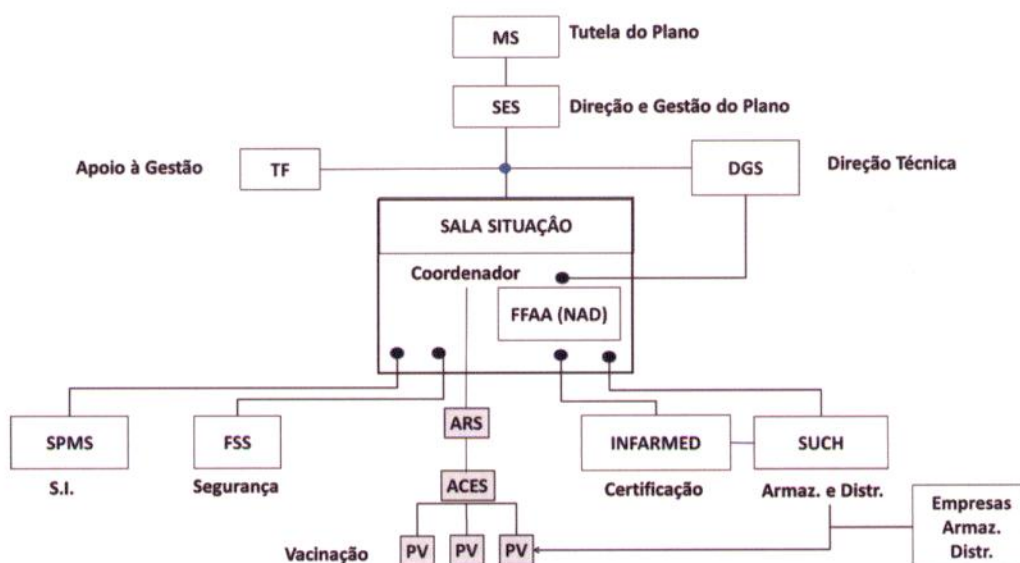 MS
Tutela do Plano
SES
Direção e Gestão do Plano
Apoio à Gestão
TF
DGS
Direção Técnica
SALA SITUAÇÂO
Coordenador
FFAA (NAD)
SPMS
FSS
ARS
INFARMED
SUCH
S.I.
Segurança
ACES
Certificação
Armaz. e Distr.
Empresas
Armaz.
Distr.
Vacinação
PV
PV
PV